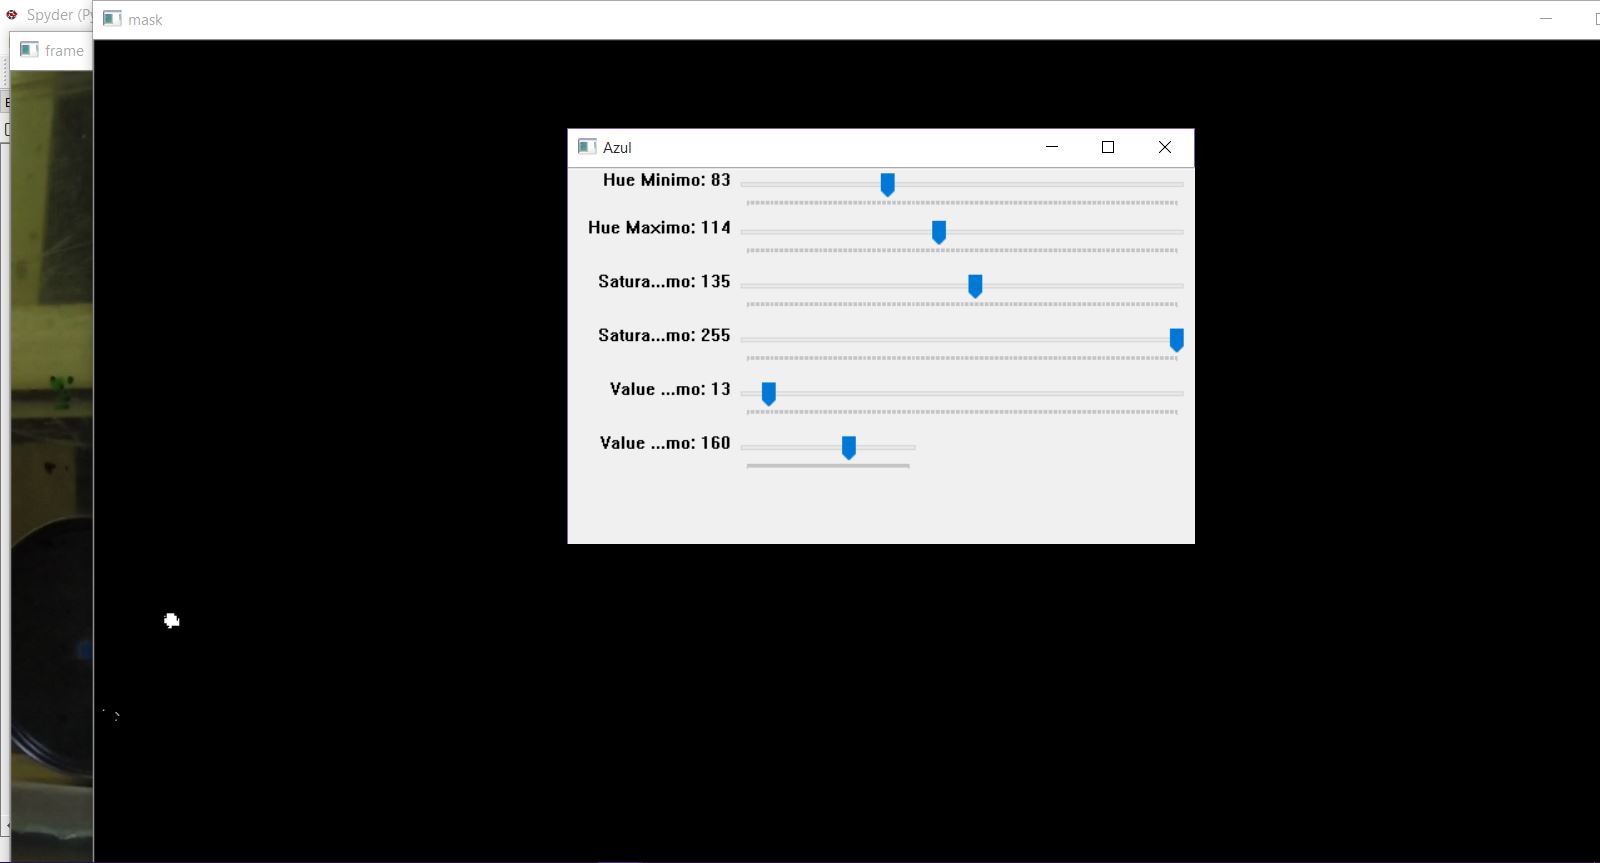 Spyder (Py
mask
frame
Azul
Hue Minimo: 83
Hue Maximo: 114
Satura...mo: 135
Satura...mo: 255
Value ...mo: 13
Value ...mo: 160